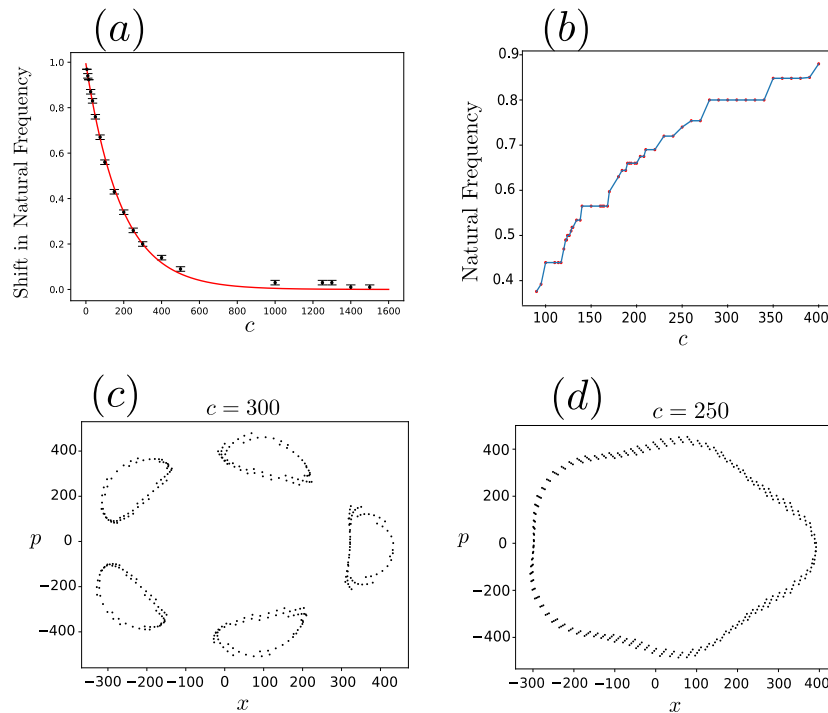 (a)
Shift in Natural Frequency
1.0
0.8
0.6
0.4
0.2
0.0
0 200 400 600 800 1000 1200 1400 1600
c
(b)
Natural Frequency
0.9
0.8
0.7
0.6
0.5
0.4
100 150 200 250 300 350 400
c
(c)
c = 300
p
400
200
0
−200
−400
−300 −200 −100 0 100 200 300 400
x
(d)
c = 250
p
400
200
0
−200
−400
−300 −200 −100 0 100 200 300 400
x